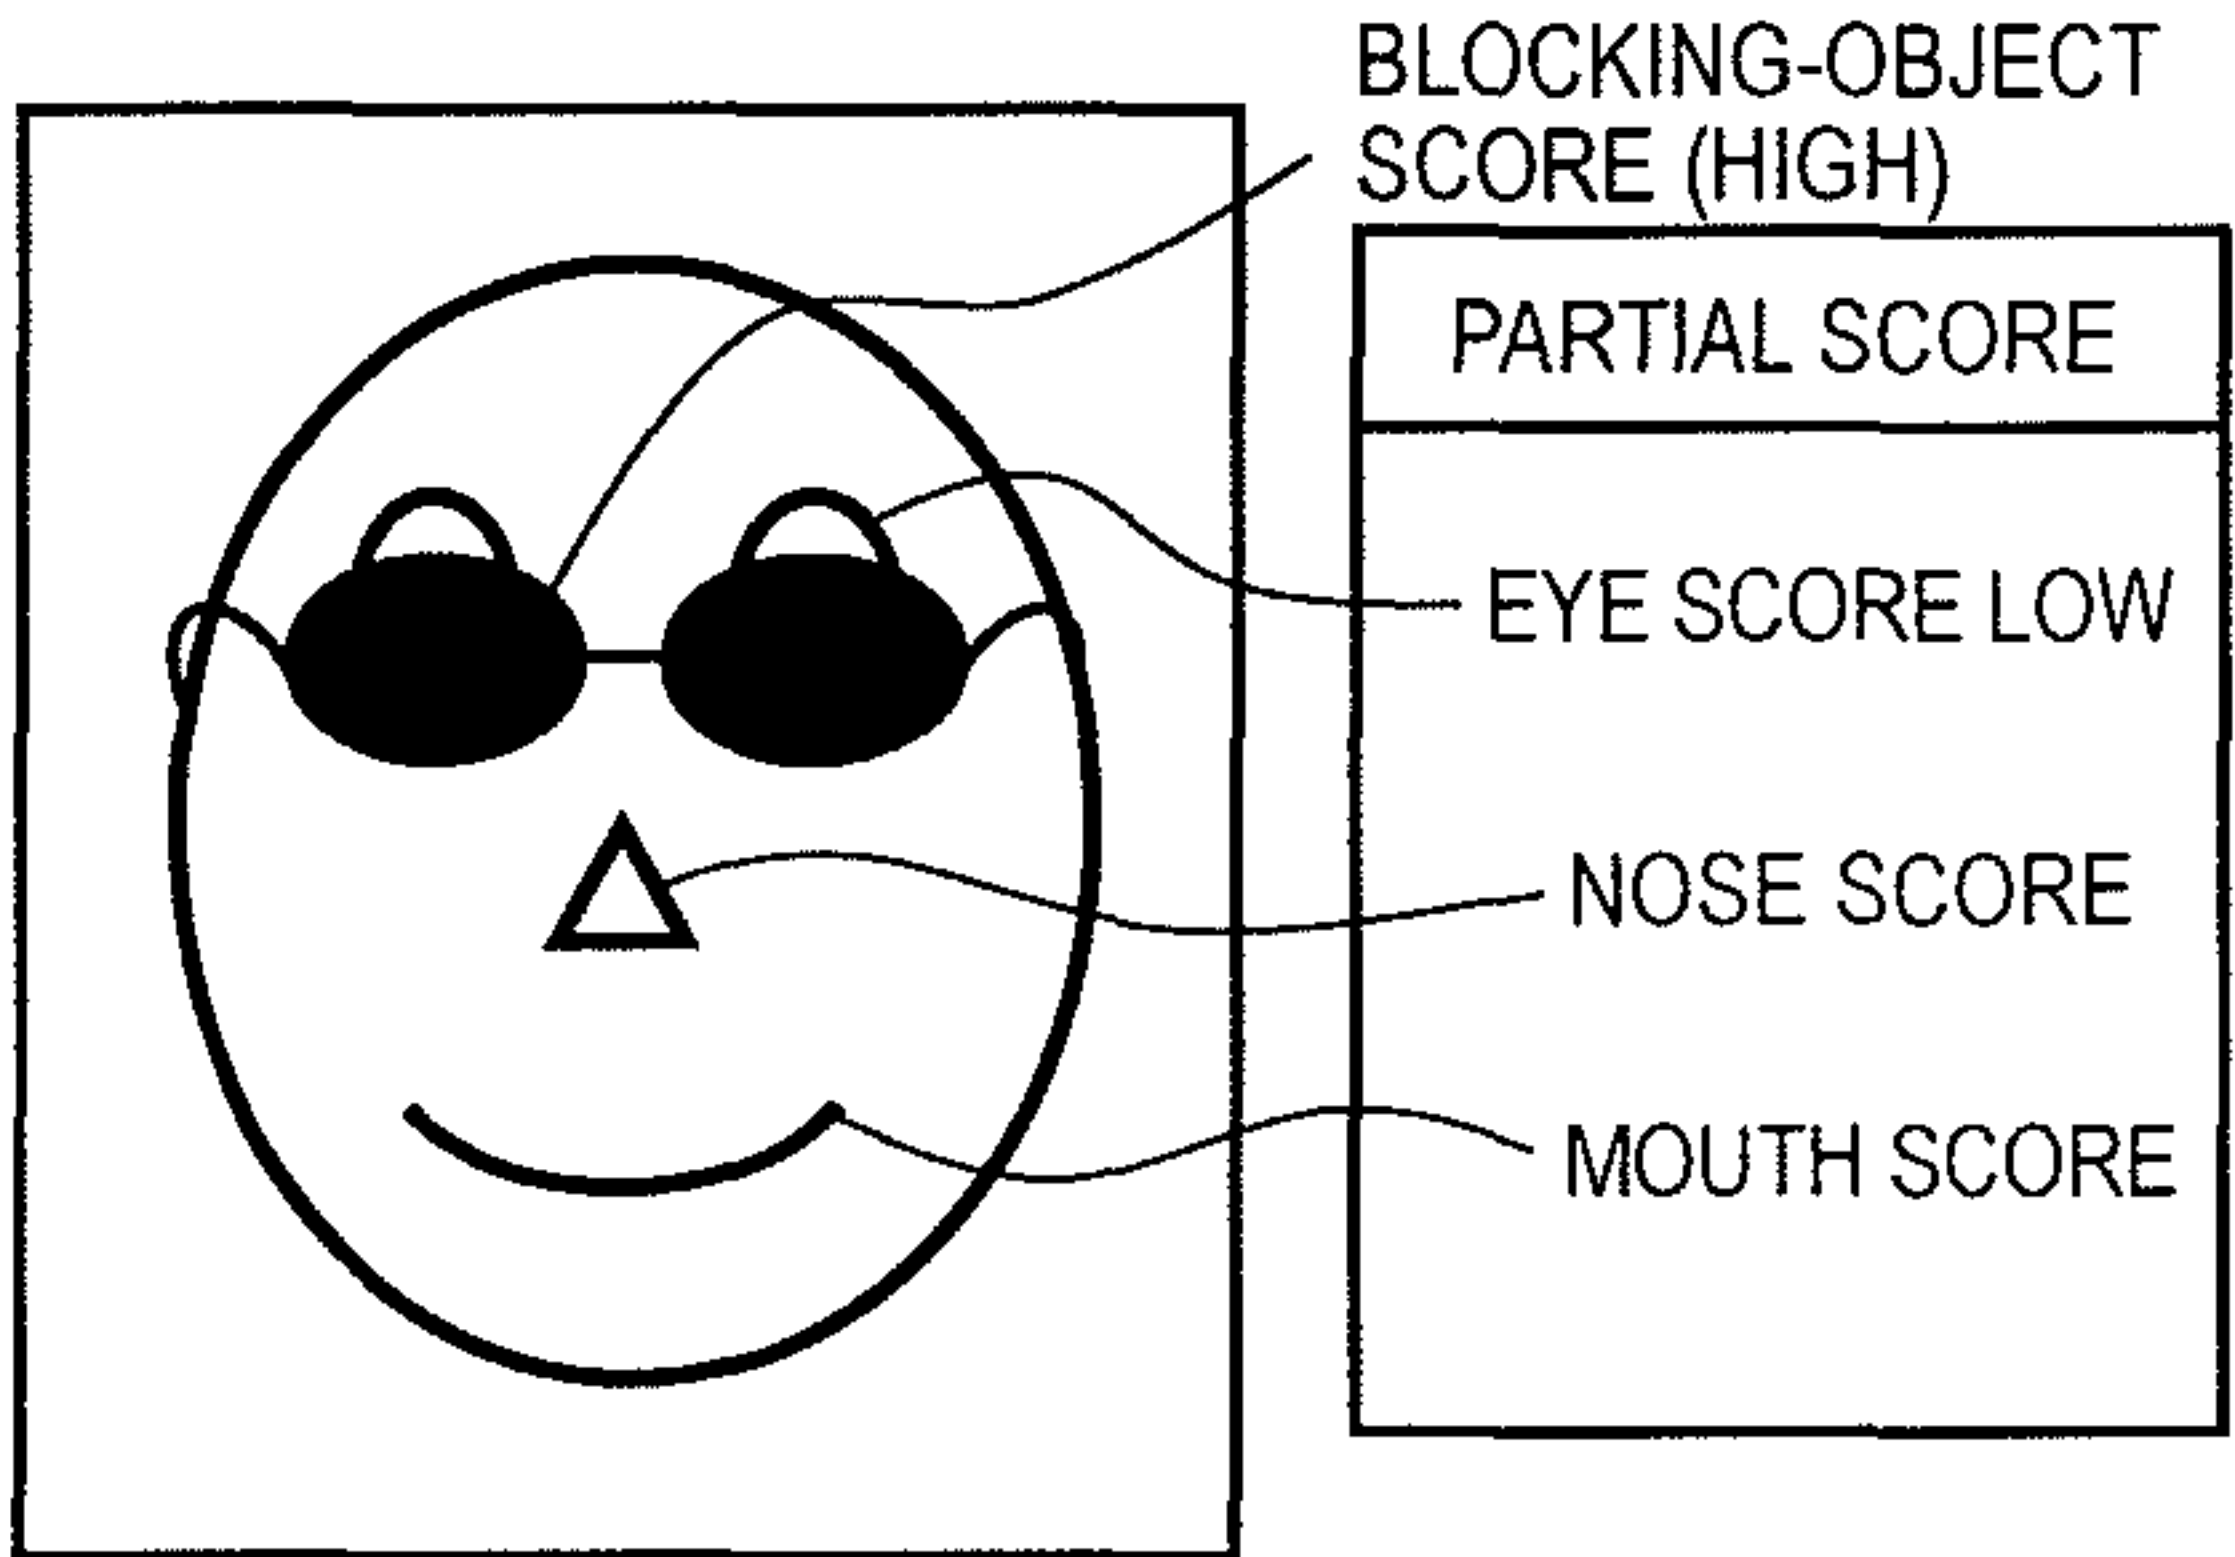 BLOCKING-OBJECT
SCORE (HIGH)
PARTIAL SCORE
EYE SCORE LOW
NOSE SCORE
MOUTH SCORE